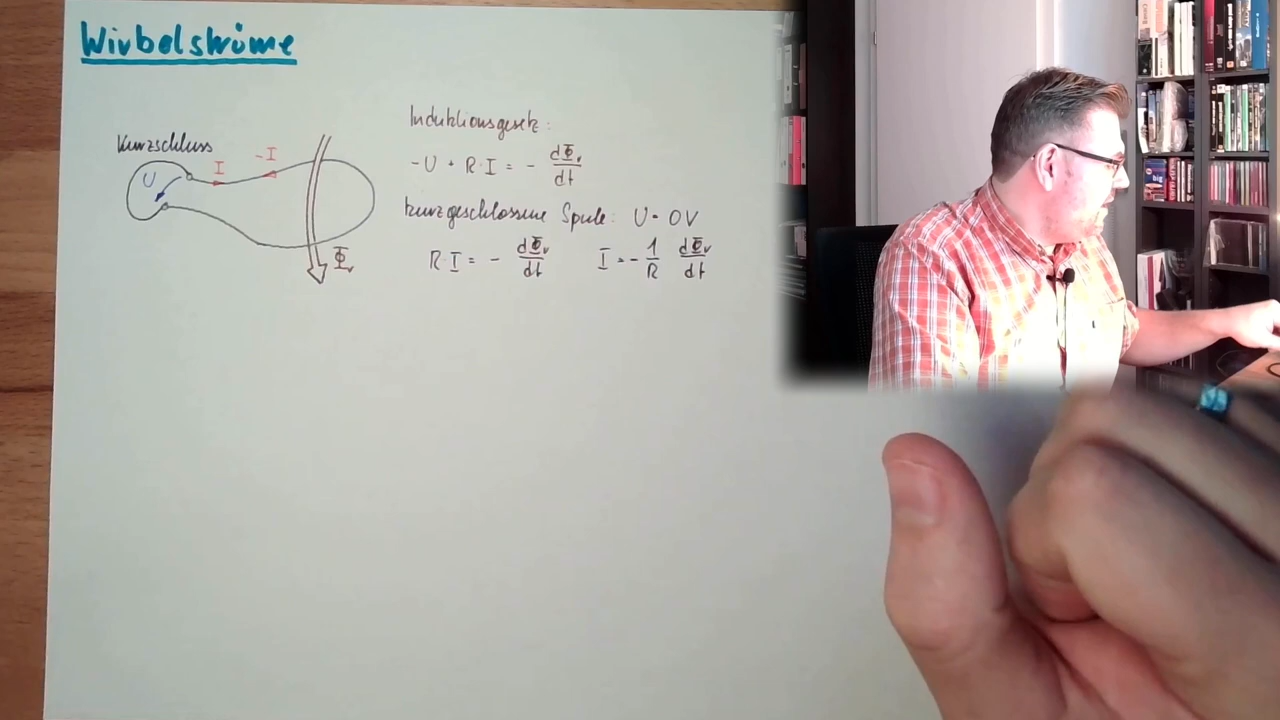 Wirbelströme
Kurzschluss
U
I
-I
Φᵥ
Induktionsgesetz:
-U + R·I = - dΦᵥ/dt
kurzgeschlossene Spule: U = 0V
R·I = - dΦᵥ/dt I = - 1/R dΦᵥ/dt